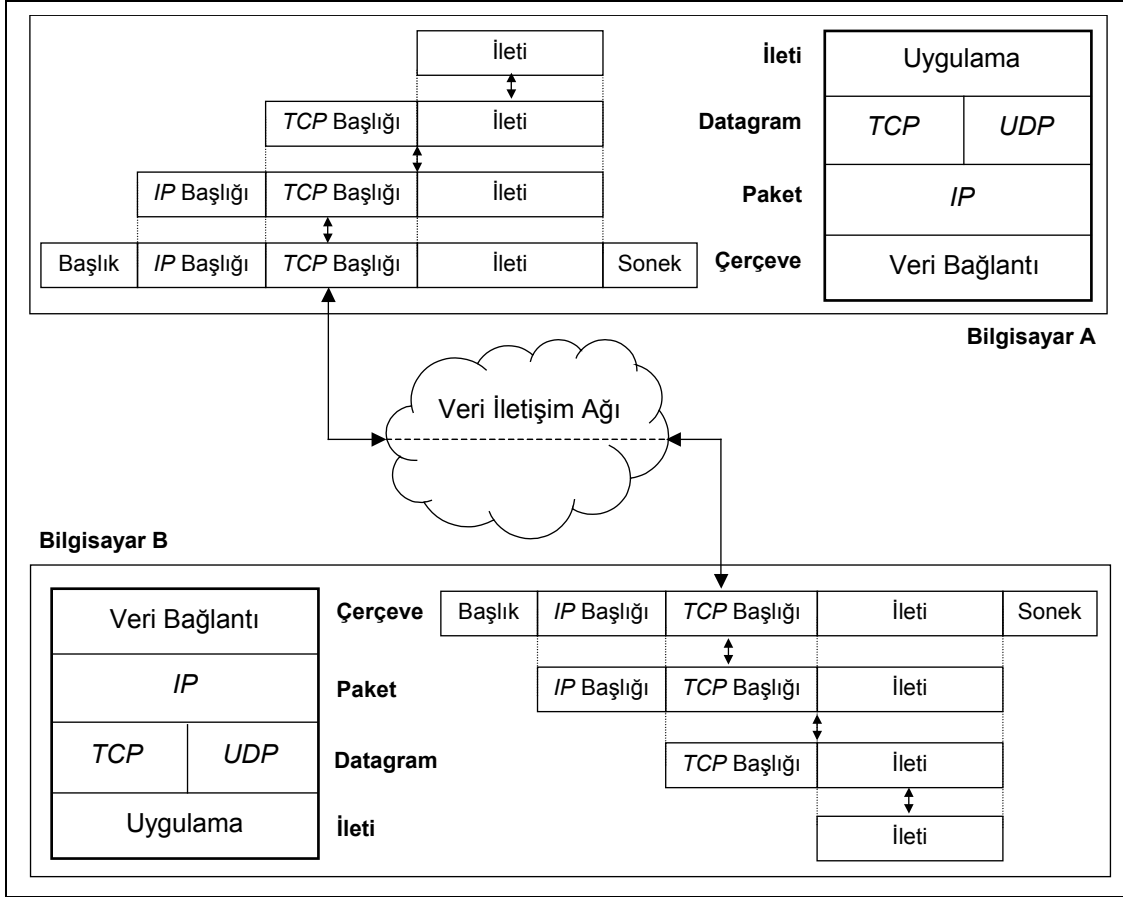 İleti İleti Uygulama
TCP Başlığı İleti Datagram TCP UDP
IP Başlığı TCP Başlığı İleti Paket IP
Başlık IP Başlığı TCP Başlığı İleti Sonek Çerçeve Veri Bağlantı
Bilgisayar A
Veri İletişim Ağı
Bilgisayar B
Veri Bağlantı Çerçeve Başlık IP Başlığı TCP Başlığı İleti Sonek
IP Paket IP Başlığı TCP Başlığı İleti
TCP UDP Datagram TCP Başlığı İleti
Uygulama İleti İleti